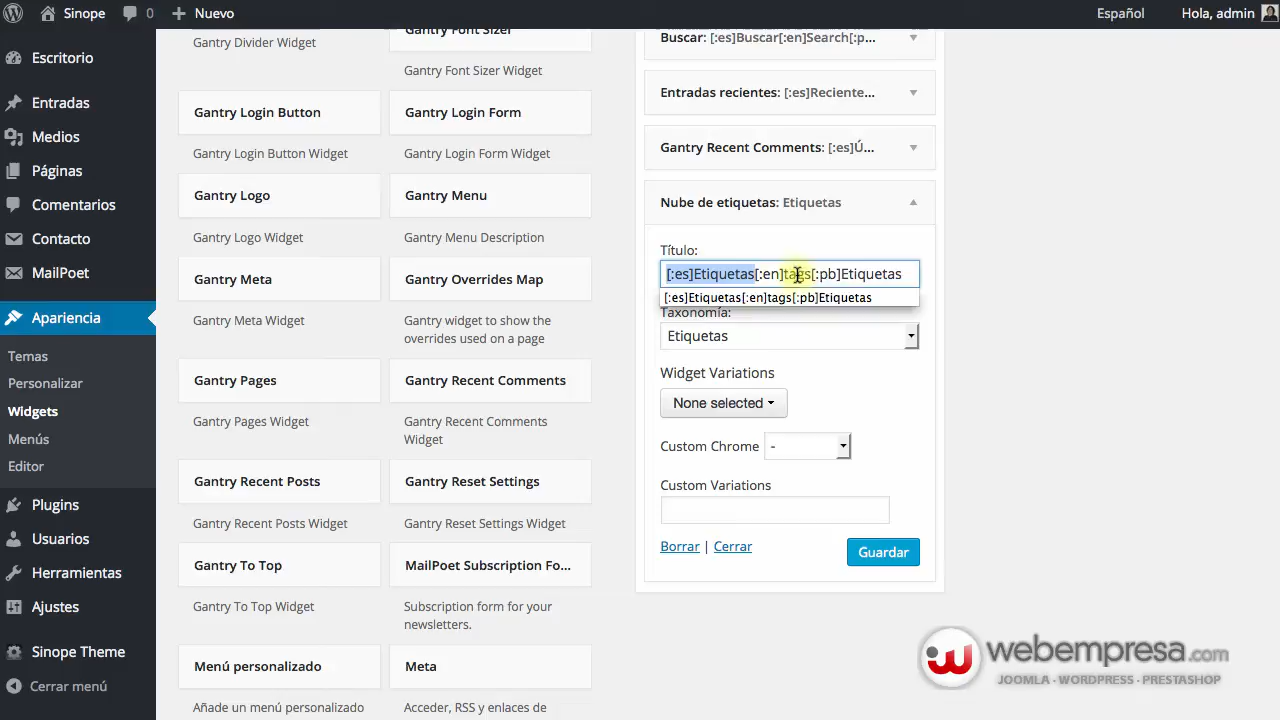 Sinope
0
Nuevo
Español
Hola, admin
Escritorio
Entradas
Medios
Páginas
Comentarios
Contacto
MailPoet
Apariencia
Temas
Personalizar
Widgets
Menús
Editor
Plugins
Usuarios
Herramientas
Ajustes
Sinope Theme
Cerrar menú
Gantry Divider Widget
Gantry Font Sizer
Gantry Font Sizer Widget
Gantry Login Button
Gantry Login Button Widget
Gantry Login Form
Gantry Login Form Widget
Gantry Logo
Gantry Logo Widget
Gantry Menu
Gantry Menu Description
Gantry Meta
Gantry Meta Widget
Gantry Overrides Map
Gantry widget to show the
overrides used on a page
Gantry Pages
Gantry Pages Widget
Gantry Recent Comments
Gantry Recent Comments
Widget
Gantry Recent Posts
Gantry Recent Posts Widget
Gantry Reset Settings
Gantry Reset Settings Widget
Gantry To Top
Gantry To Top Widget
MailPoet Subscription Fo...
Subscription form for your
newsletters.
Menú personalizado
Añade un menú personalizado
Meta
Acceder, RSS y enlaces de
Buscar: [:es]Buscar[:en]Search[:p...
Entradas recientes: [:es]Reciente...
Gantry Recent Comments: [:es]Ú...
Nube de etiquetas: Etiquetas
Título:
[:es]Etiquetas[:en]tags[:pb]Etiquetas
[:es]Etiquetas[:en]tags[:pb]Etiquetas
Taxonomía:
Etiquetas
Widget Variations
None selected
Custom Chrome
-
Custom Variations
Borrar | Cerrar
Guardar
webempresa.com
JOOMLA · WORDPRESS · PRESTASHOP